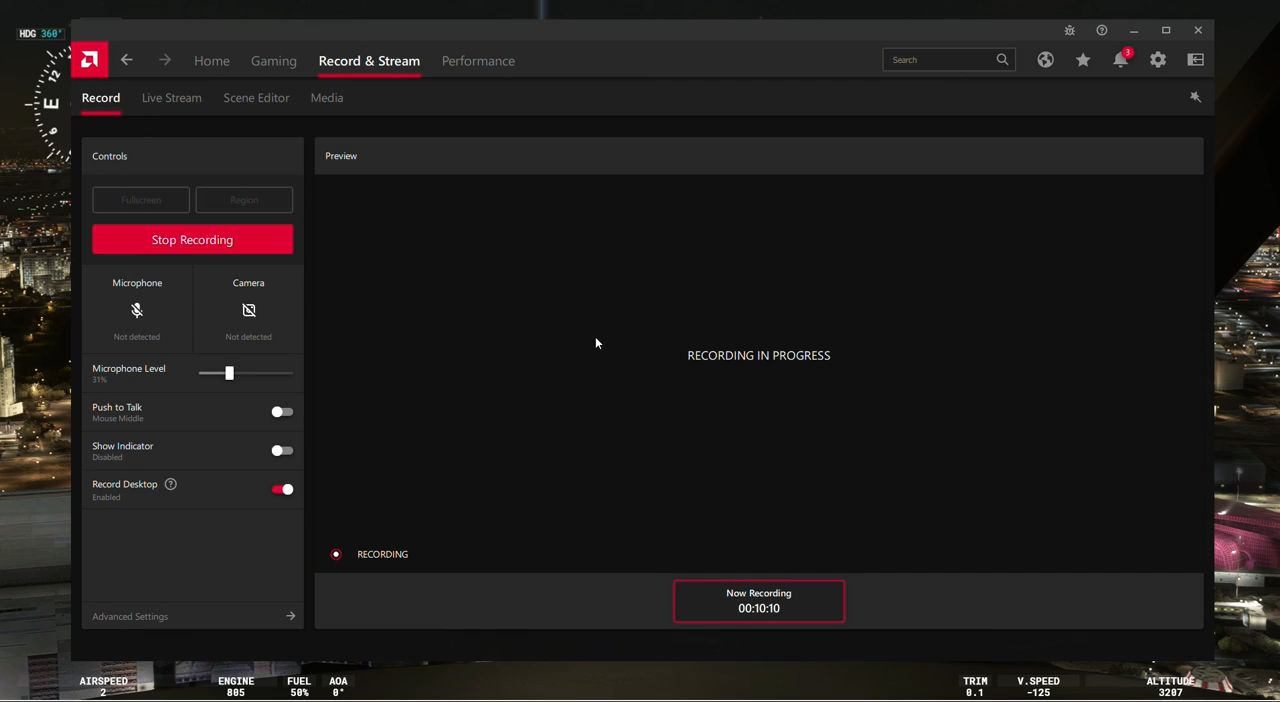 HDG 360°
Home
Gaming
Record & Stream
Performance
Search
3
Record
Live Stream
Scene Editor
Media
12
E
6
Controls
Preview
Fullscreen
Region
Stop Recording
Microphone
Camera
Not detected
Not detected
Microphone Level
31%
Push to Talk
Mouse Middle
Show Indicator
Disabled
Record Desktop
Enabled
RECORDING IN PROGRESS
RECORDING
Now Recording
00:10:10
Advanced Settings
AIRSPEED
2
ENGINE
805
FUEL
50%
AOA
0°
TRIM
0.1
V.SPEED
-125
ALTITUDE
3207